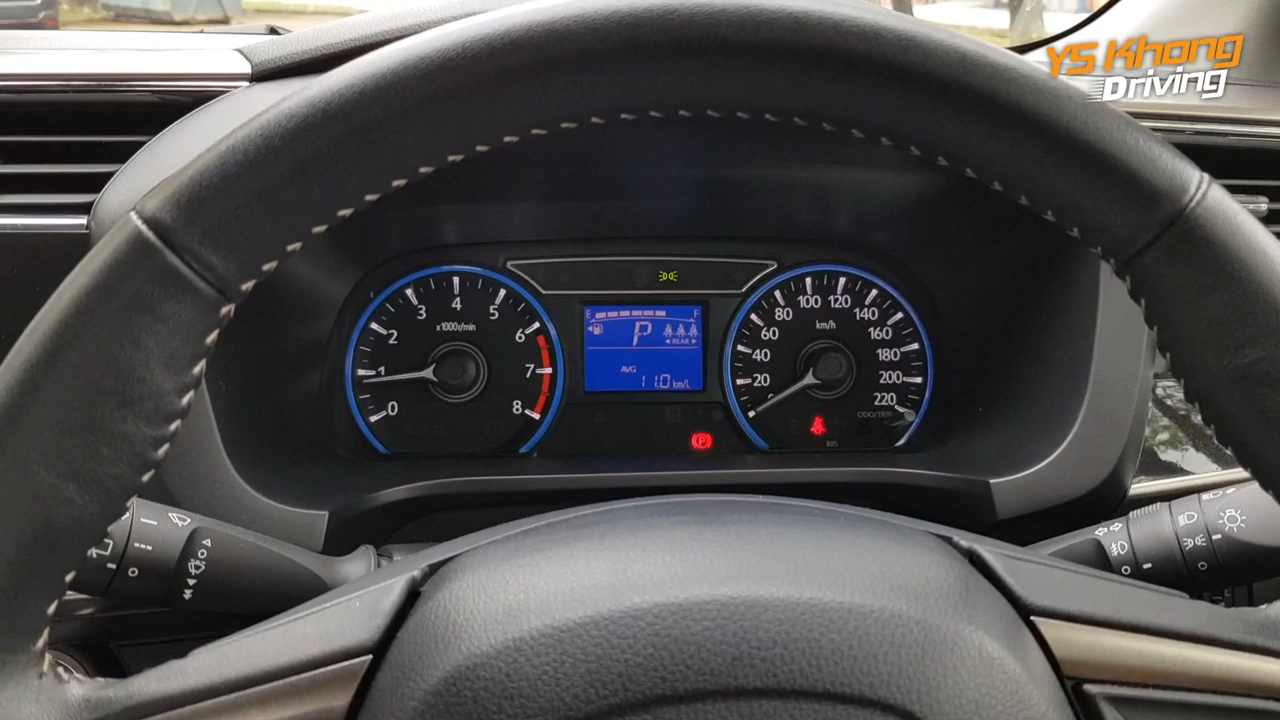 YS Khong
Driving
0
1
2
3
4
5
6
7
8
x1000r/min
E
F
P
◀ REAR ▶
AVG
11.0 km/L
20
40
60
80
100
120
140
160
180
200
220
km/h
ODO/TRIP
(P)